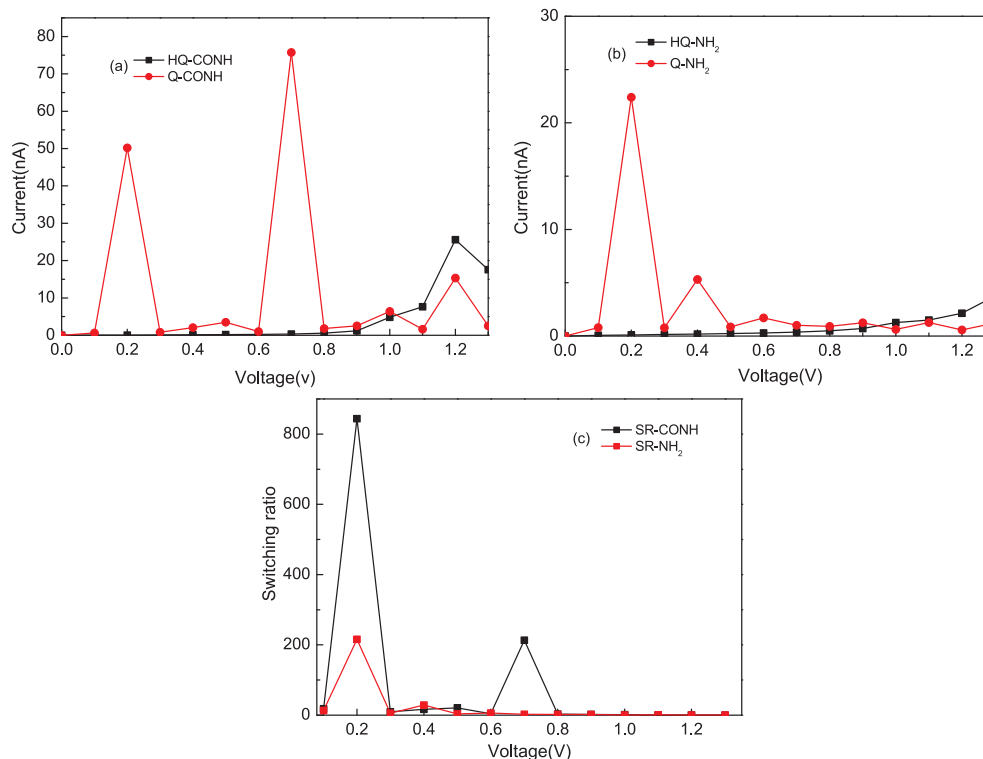 (a)
HQ-CONH
Q-CONH
80
70
60
50
40
30
20
10
0
Current(nA)
0.0 0.2 0.4 0.6 0.8 1.0 1.2
Voltage(v)
(b)
HQ-NH₂
Q-NH₂
30
20
10
0
Current(nA)
0.0 0.2 0.4 0.6 0.8 1.0 1.2
Voltage(V)
(c)
SR-CONH
SR-NH₂
800
600
400
200
0
Switching ratio
0.2 0.4 0.6 0.8 1.0 1.2
Voltage(V)